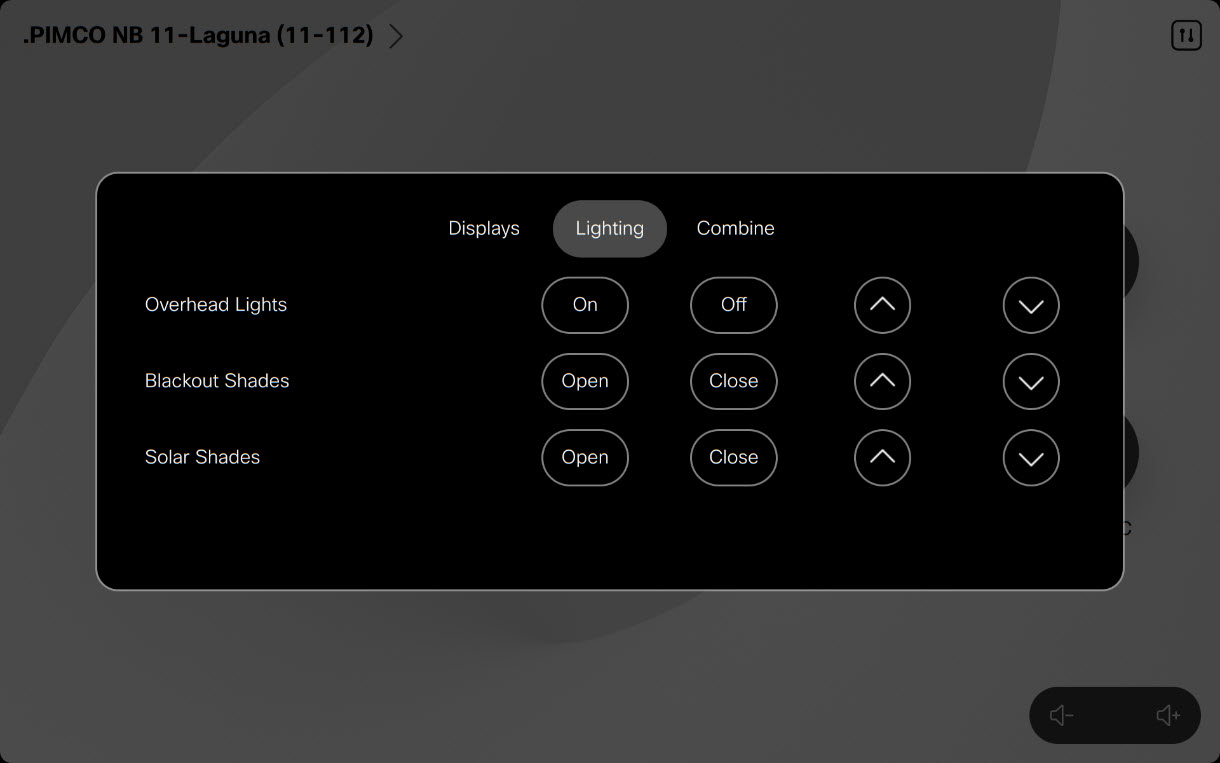 .PIMCO NB 11-Laguna (11-112)
Displays Lighting Combine
Overhead Lights On Off
Blackout Shades Open Close
Solar Shades Open Close